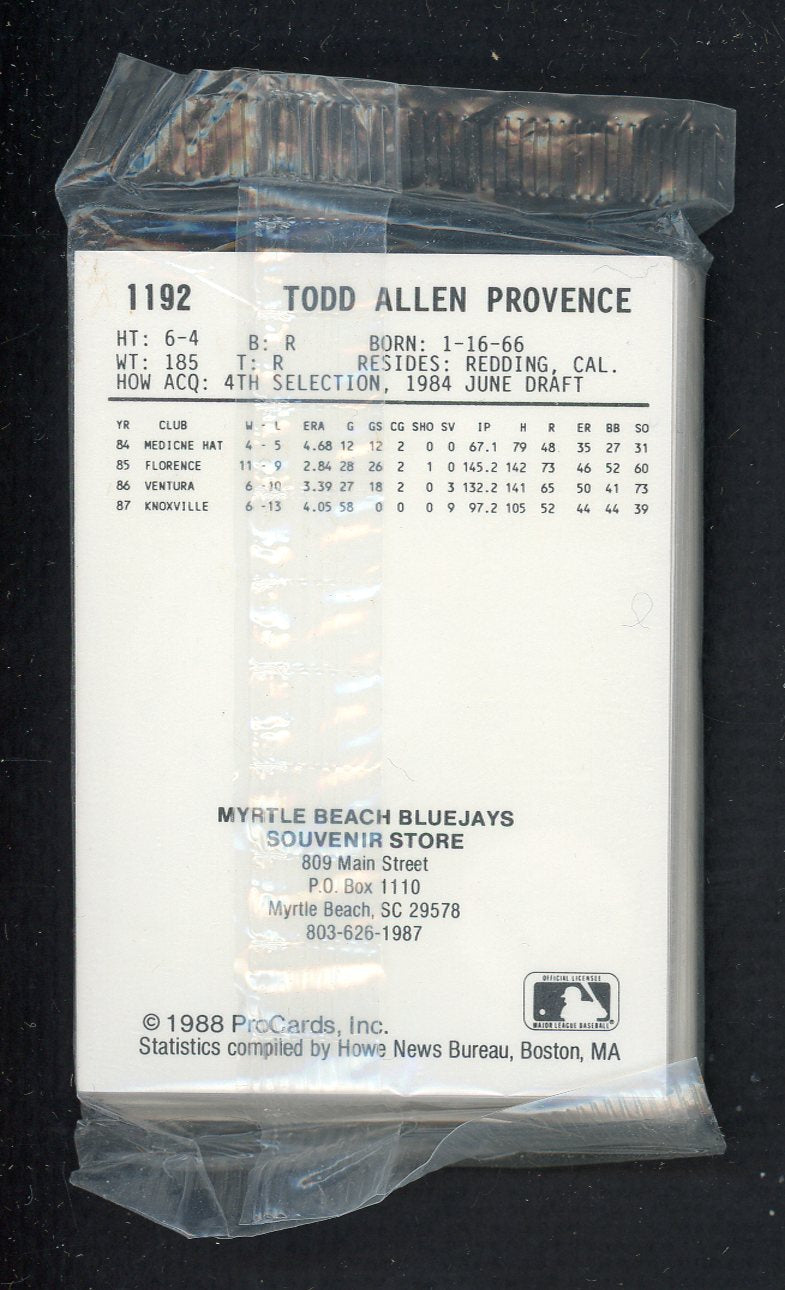 1192 TODD ALLEN PROVENCE
HT: 6-4 B: R BORN: 1-16-66
WT: 185 T: R RESIDES: REDDING, CAL.
HOW ACQ: 4TH SELECTION, 1984 JUNE DRAFT
YR CLUB W - L ERA G GS CG SHO SV IP H R ER BB SO
84 MEDICNE HAT 4 - 5 4.68 12 12 2 0 0 67.1 79 48 35 27 31
85 FLORENCE 11 - 9 2.84 28 26 2 1 0 145.2 142 73 46 52 60
86 VENTURA 6 -10 3.39 27 18 2 0 3 132.2 141 65 50 41 73
87 KNOXVILLE 6 -13 4.05 58 0 0 0 9 97.2 105 52 44 44 39
MYRTLE BEACH BLUEJAYS
SOUVENIR STORE
809 Main Street
P.O. Box 1110
Myrtle Beach, SC 29578
803-626-1987
OFFICIAL LICENSEE
MAJOR LEAGUE BASEBALL
© 1988 ProCards, Inc.
Statistics compiled by Howe News Bureau, Boston, MA